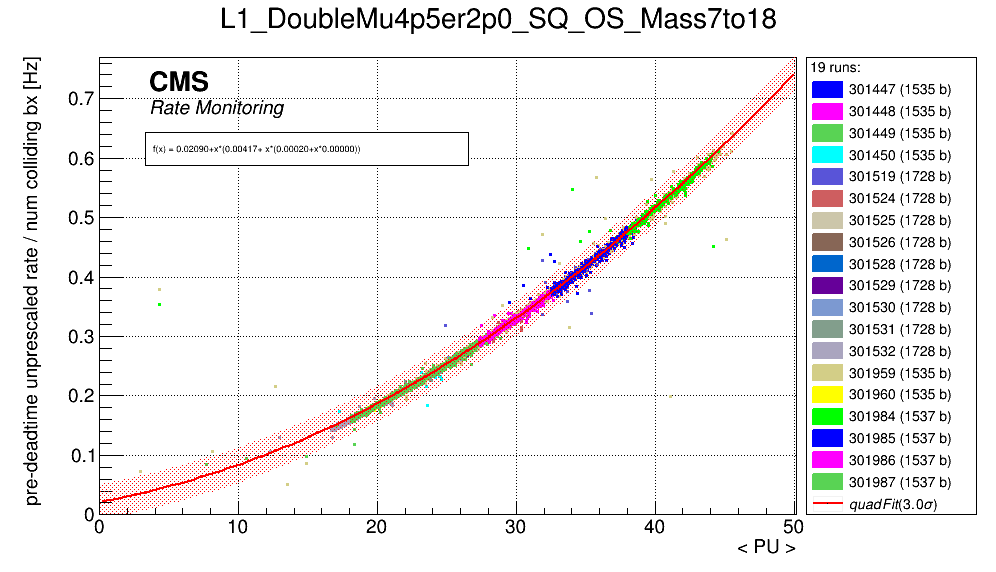 L1_DoubleMu4p5er2p0_SQ_OS_Mass7to18
pre-deadtime unprescaled rate / num colliding bx [Hz]
CMS
Rate Monitoring
f(x) = 0.02090+x*(0.00417+ x*(0.00020+x*0.00000))
0.7
0.6
0.5
0.4
0.3
0.2
0.1
0
0 10 20 30 40 50
< PU >
19 runs:
301447 (1535 b)
301448 (1535 b)
301449 (1535 b)
301450 (1535 b)
301519 (1728 b)
301524 (1728 b)
301525 (1728 b)
301526 (1728 b)
301528 (1728 b)
301529 (1728 b)
301530 (1728 b)
301531 (1728 b)
301532 (1728 b)
301959 (1535 b)
301960 (1535 b)
301984 (1537 b)
301985 (1537 b)
301986 (1537 b)
301987 (1537 b)
quadFit(3.0σ)